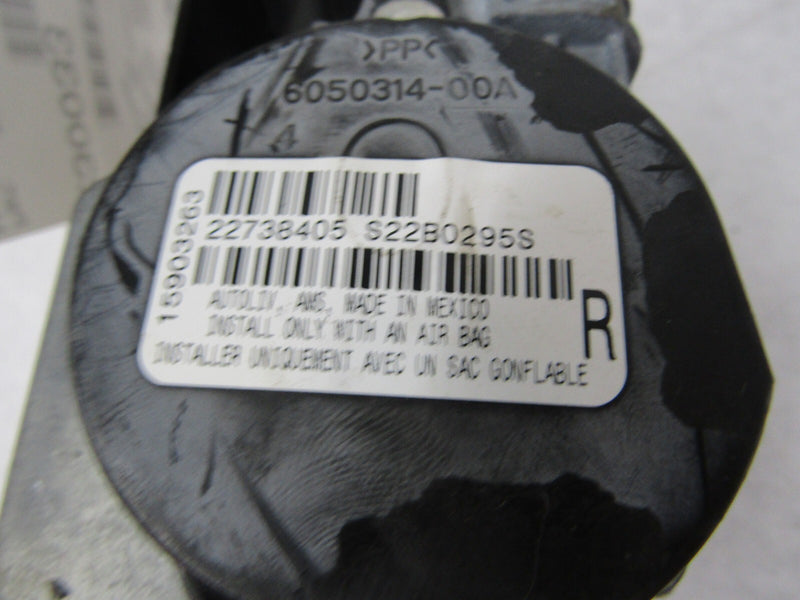 >PP<
6050314-00A
15903263
22738405 S22B0295S
AUTOLIV, AMS, MADE IN MEXICO
INSTALL ONLY WITH AN AIR BAG
INSTALLER UNIQUEMENT AVEC UN SAC GONFLABLE
R